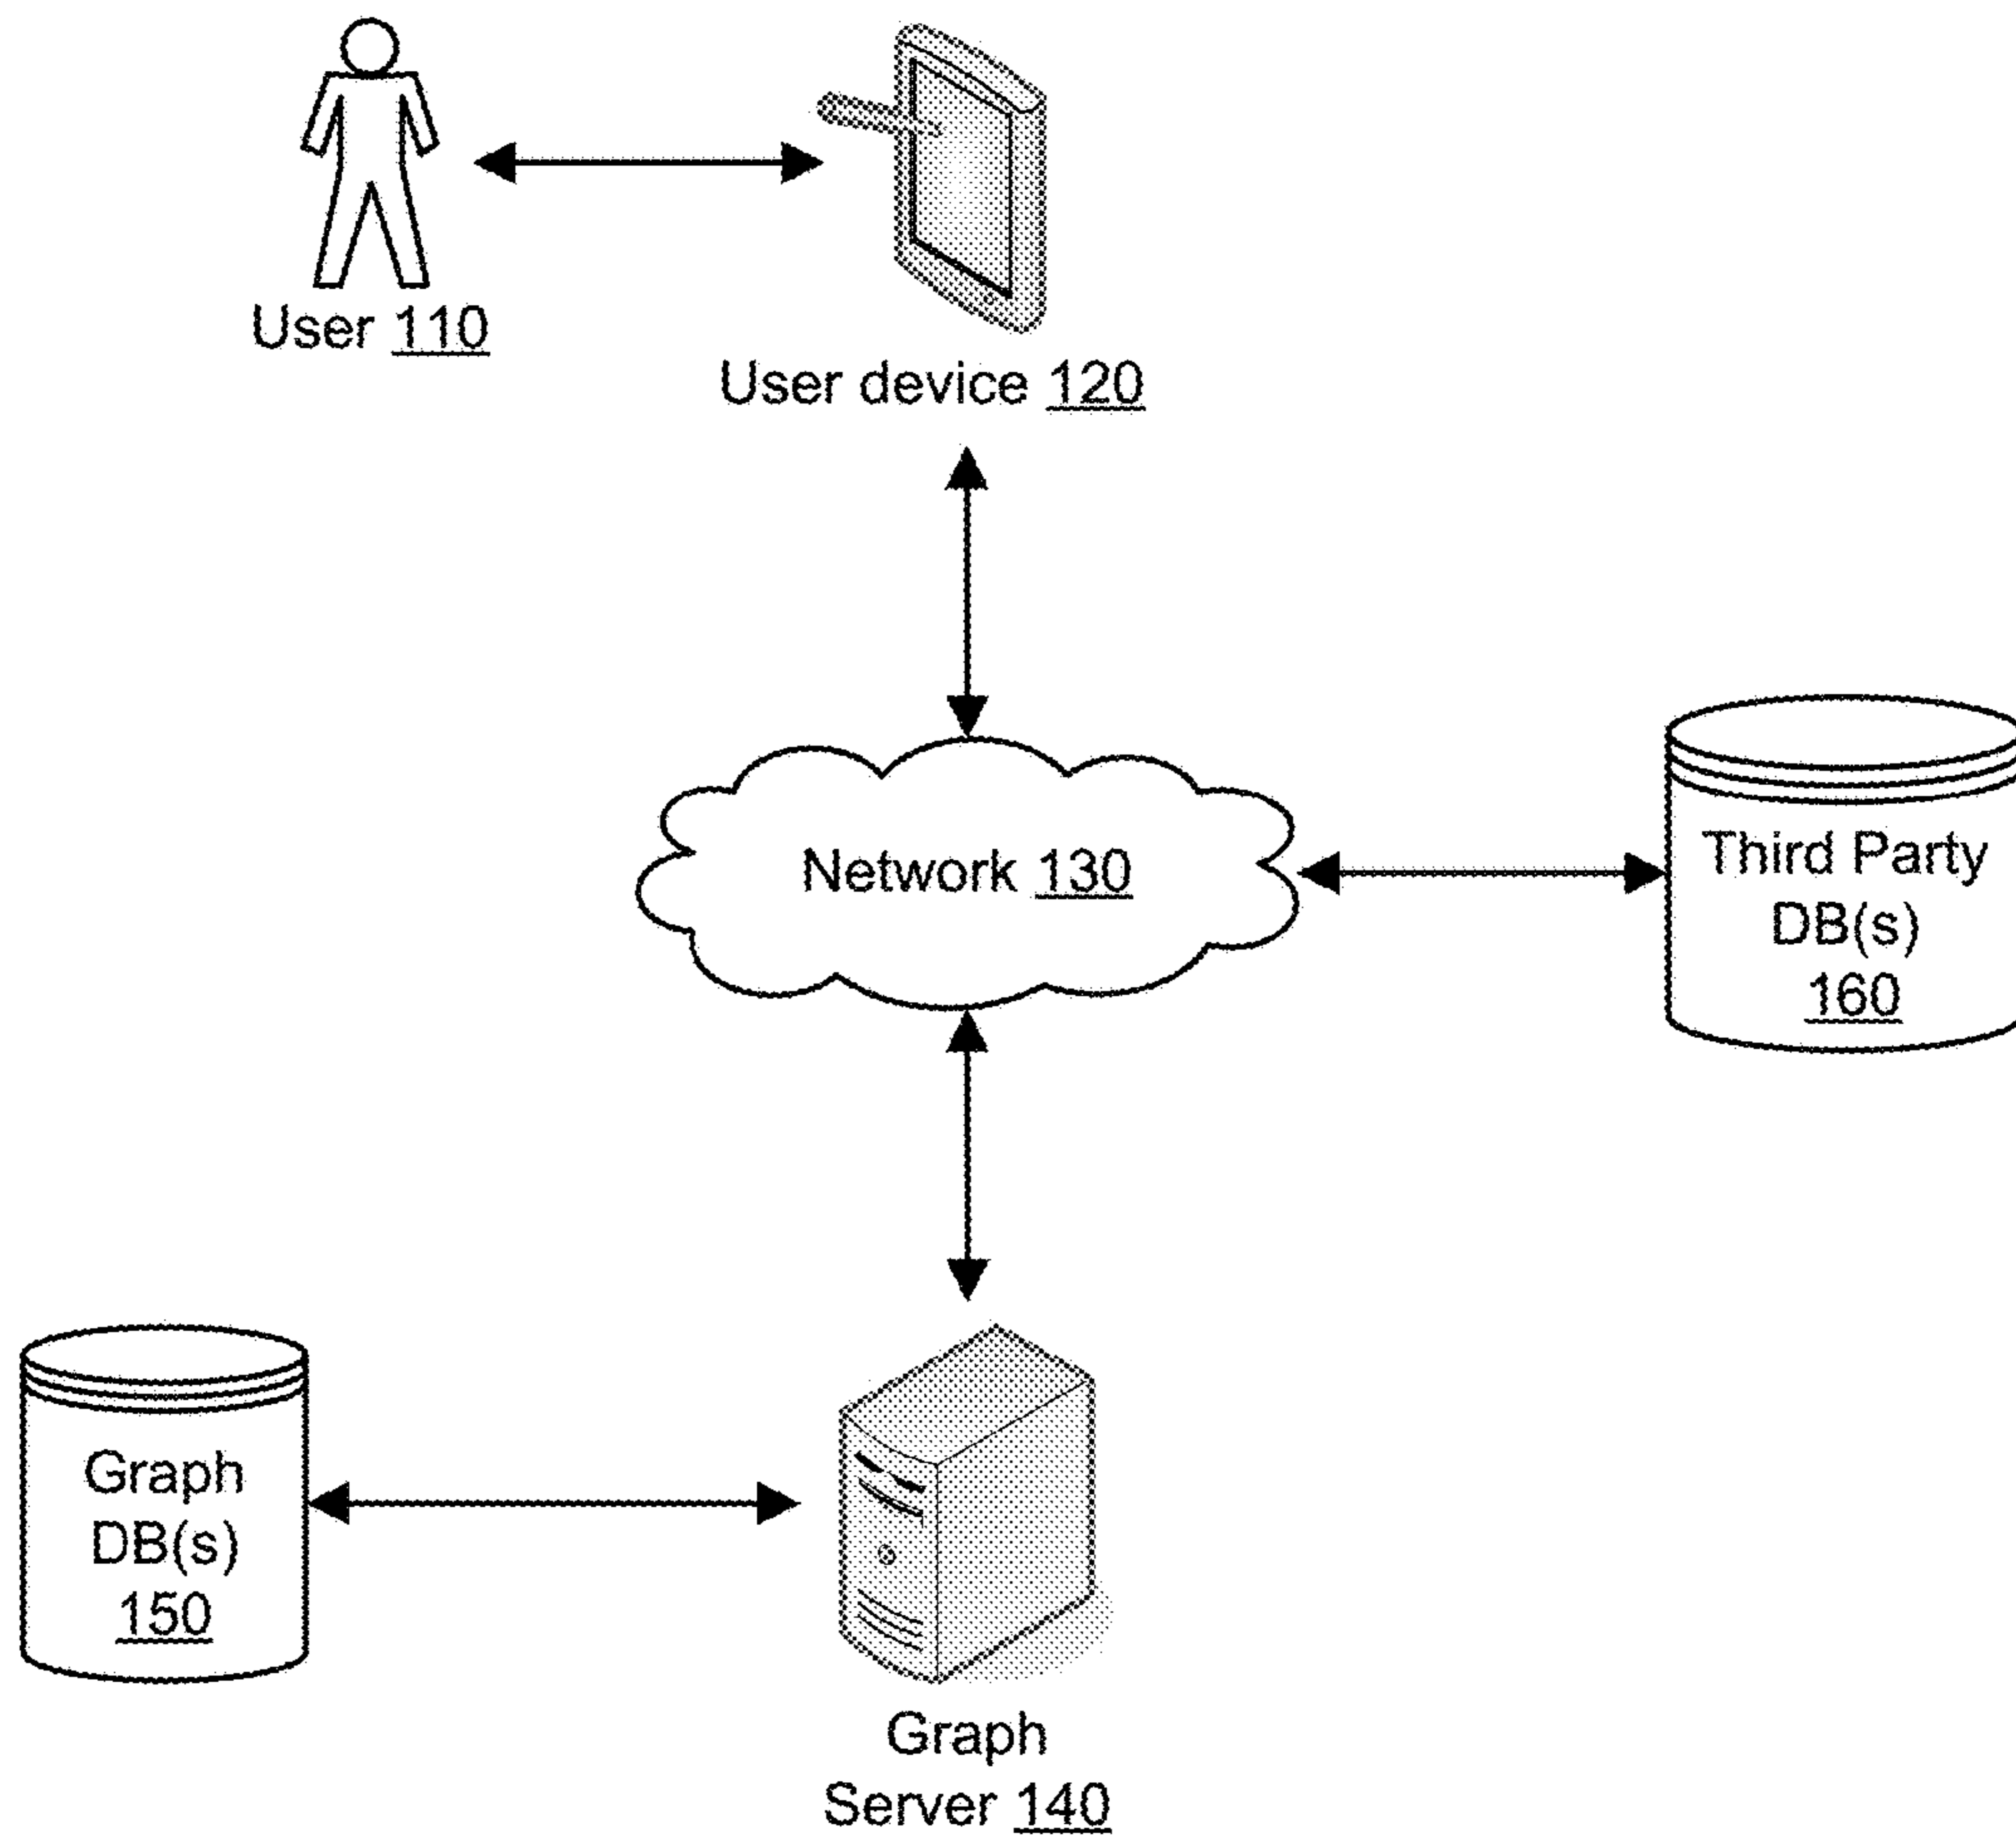 User 110
User device 120
Network 130
Third Party
DB(s)
160
Graph
DB(s)
150
Graph
Server 140